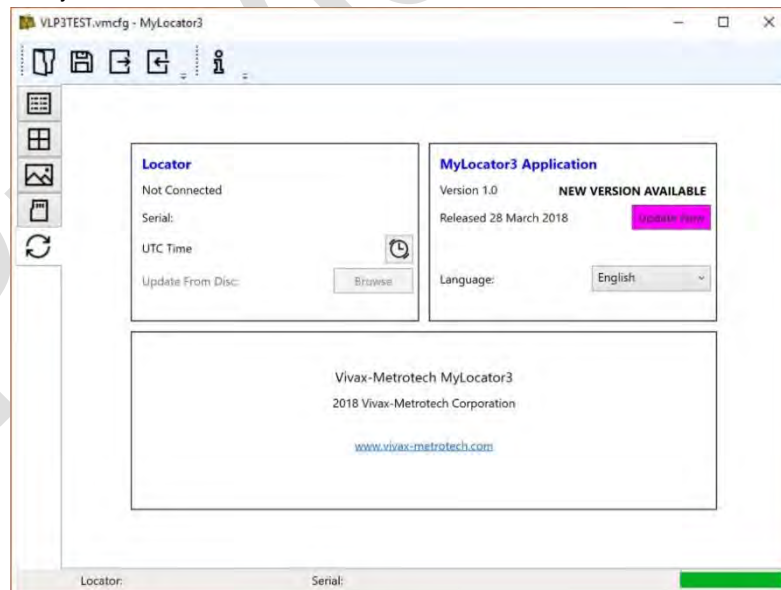 VLP3TEST.vmcfg - MyLocator3
Locator
Not Connected
Serial:
UTC Time
Update From Disc:
Browse
MyLocator3 Application
Version 1.0
NEW VERSION AVAILABLE
Released 28 March 2018
Update Now
Language:
English
Vivax-Metrotech MyLocator3
2018 Vivax-Metrotech Corporation
www.vivax-metrotech.com
Locator:
Serial: